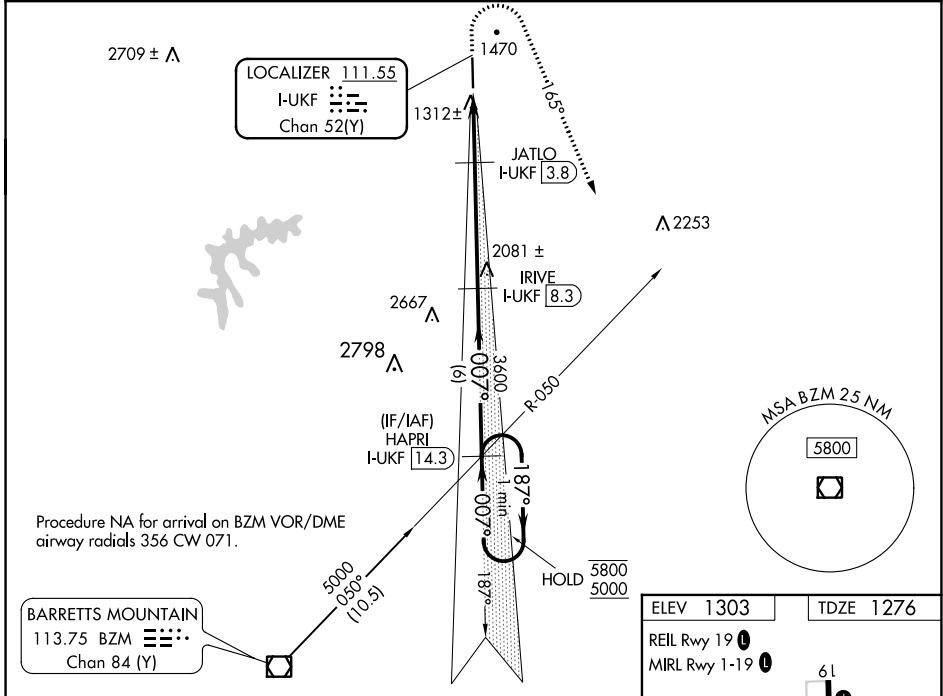 2709 ±
1470
LOCALIZER 111.55
I-UKF
Chan 52(Y)
1312±
165°
JATLO
I-UKF 3.8
2253
2081 ±
IRIVE
I-UKF 8.3
2667
2798
007°
(6)
3600
R-050
MSA BZM 25 NM
5800
(IF/IAF)
HAPRI
I-UKF 14.3
187°
1 min
007°
187°
HOLD 5800
5000
Procedure NA for arrival on BZM VOR/DME
airway radials 356 CW 071.
5000
050°
(10.5)
BARRETTS MOUNTAIN
113.75 BZM
Chan 84 (Y)
ELEV 1303
TDZE 1276
REIL Rwy 19 L
MIRL Rwy 1-19 L
19
L